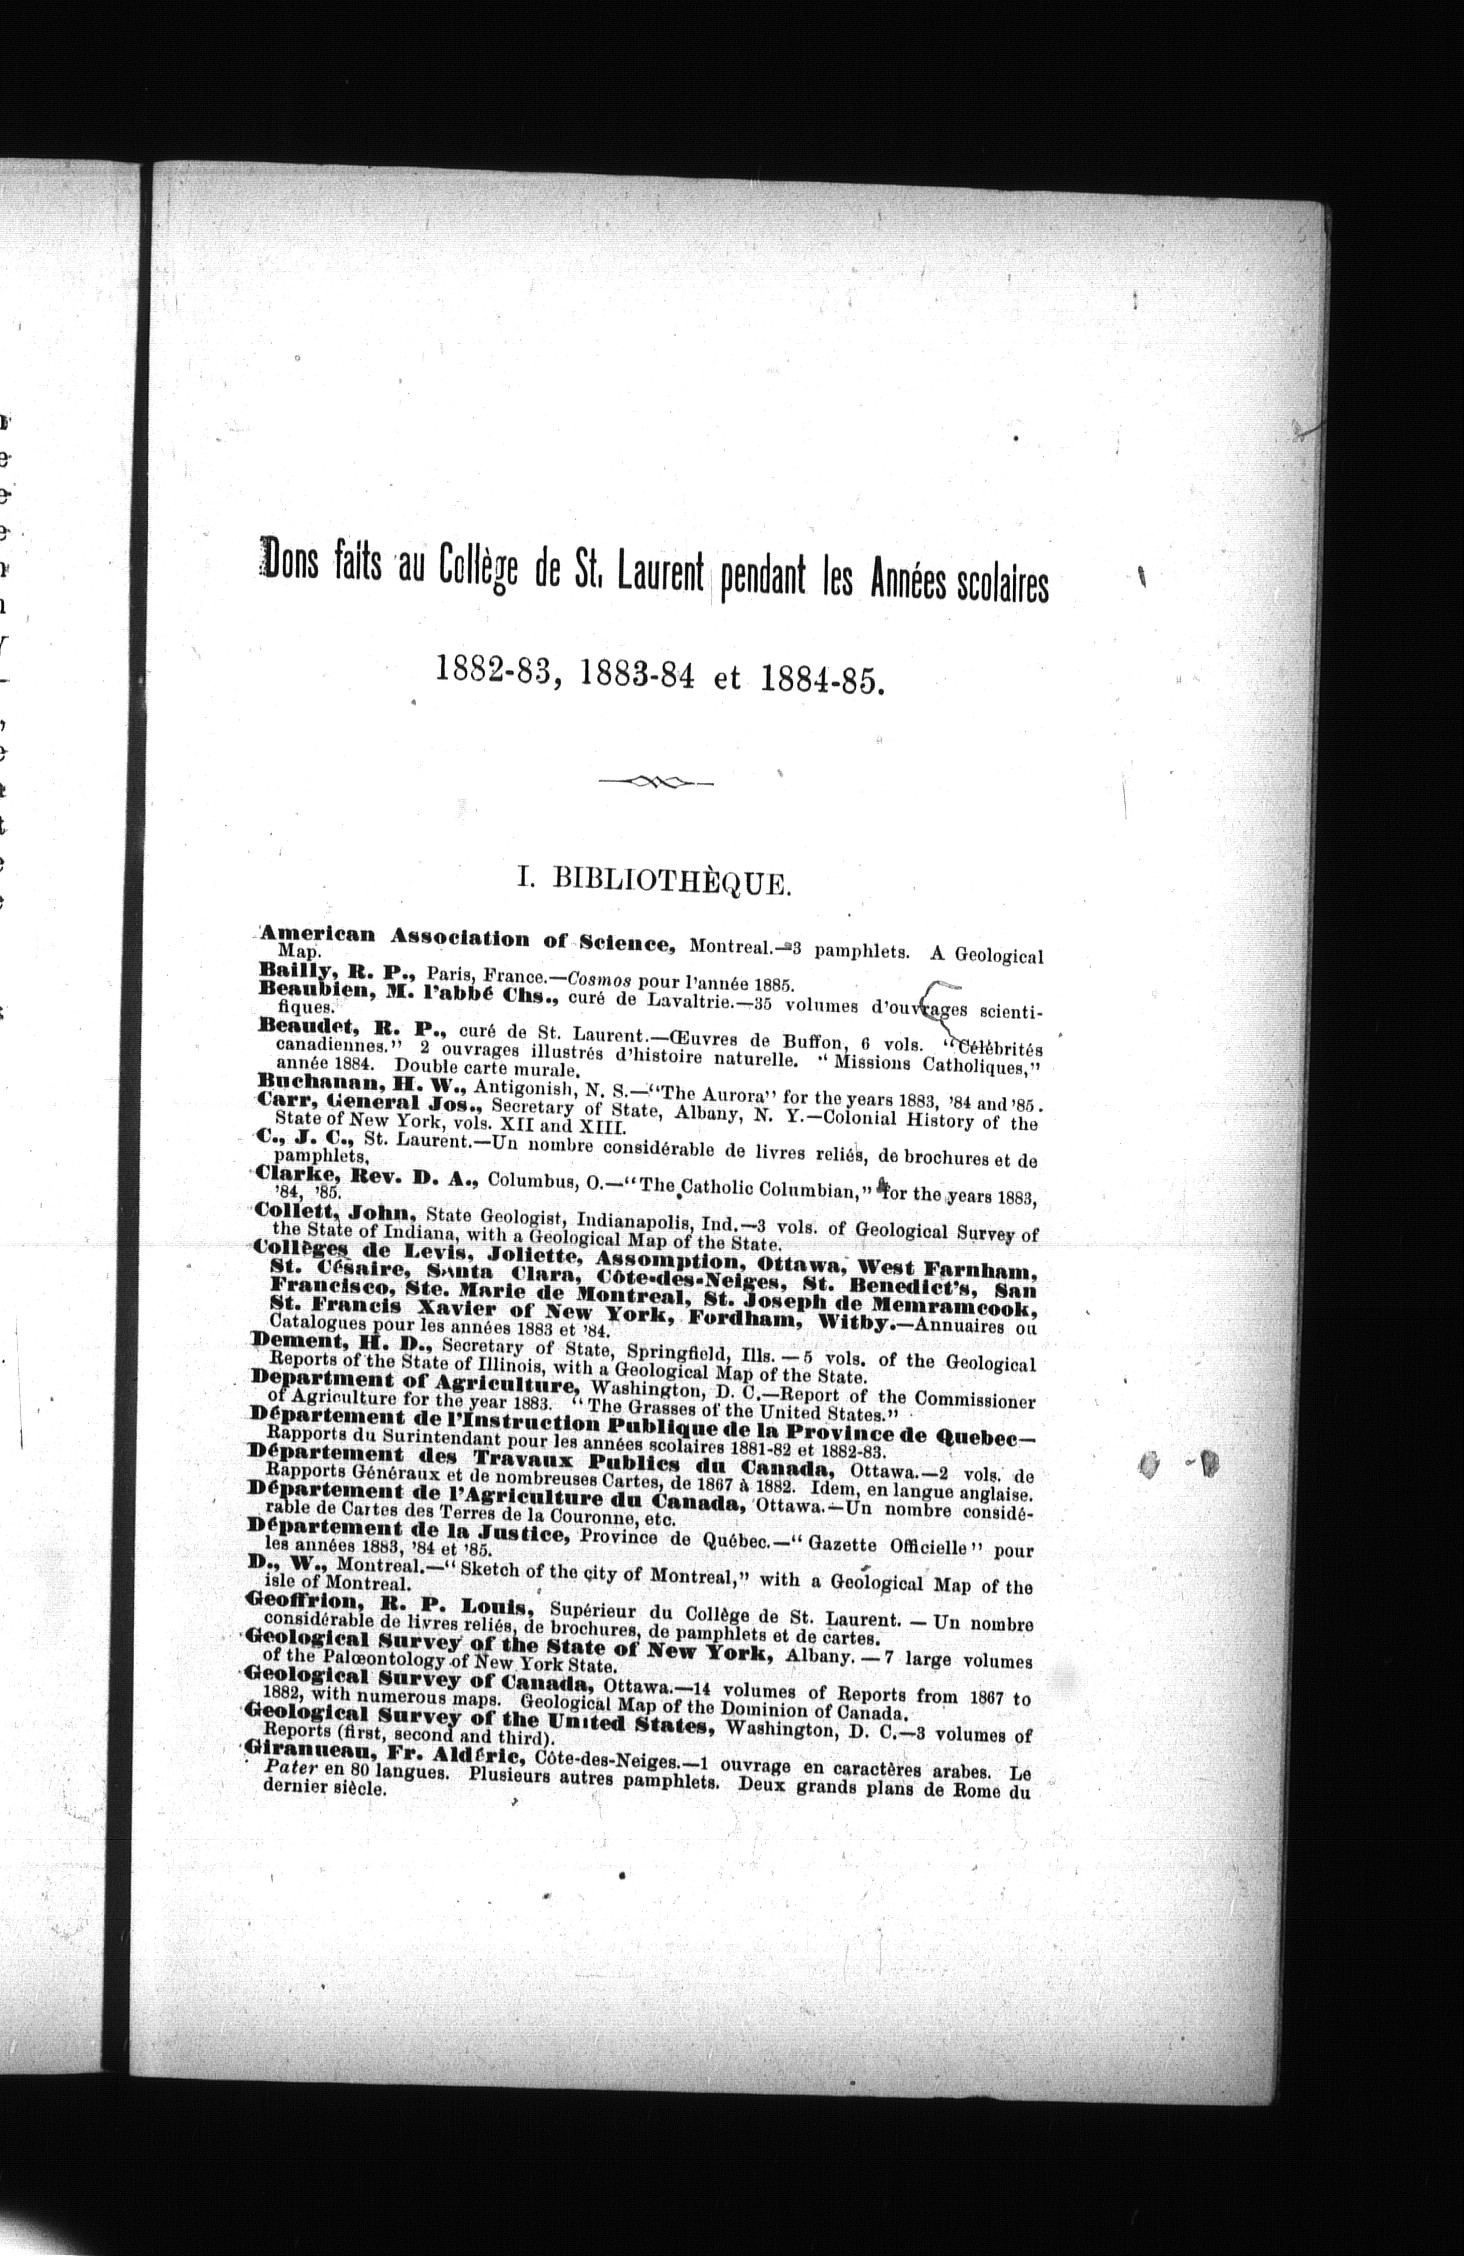 Dons faits au Collège de St. Laurent pendant les Années scolaires
1882-83, 1883-84 et 1884-85.
I. BIBLIOTHÈQUE.
American Association of Science, Montreal.—3 pamphlets. A Geological
Map.
Bailly, R. P., Paris, France.—Cosmos pour l'année 1885.
Beaubien, M. l'abbé Chs., curé de Lavaltrie.—35 volumes d'ouvrages scienti-
fiques.
Beaudet, R. P., curé de St. Laurent.—Œuvres de Buffon, 6 vols. "Célébrités
canadiennes." 2 ouvrages illustrés d'histoire naturelle. "Missions Catholiques,"
année 1884. Double carte murale.
Buchanan, H. W., Antigonish, N. S.—"The Aurora" for the years 1883, '84 and '85.
Carr, General Jos., Secretary of State, Albany, N. Y.—Colonial History of the
State of New York, vols. XII and XIII.
C., J. C., St. Laurent.—Un nombre considérable de livres reliés, de brochures et de
pamphlets,
Clarke, Rev. D. A., Columbus, O.—"The Catholic Columbian," for the years 1883,
'84, '85.
Collett, John, State Geologist, Indianapolis, Ind.—3 vols. of Geological Survey of
the State of Indiana, with a Geological Map of the State.
Collèges de Levis, Joliette, Assomption, Ottawa, West Farnham,
St. Césaire, Santa Clara, Côte-des-Neiges, St. Benedict's, San
Francisco, Ste. Marie de Montreal, St. Joseph de Memramcook,
St. Francis Xavier of New York, Fordham, Witby.—Annuaires ou
Catalogues pour les années 1883 et '84.
Dement, H. D., Secretary of State, Springfield, Ills.—5 vols. of the Geological
Reports of the State of Illinois, with a Geological Map of the State.
Department of Agriculture, Washington, D. C.—Report of the Commissioner
of Agriculture for the year 1883. "The Grasses of the United States."
Département de l'Instruction Publique de la Province de Quebec—
Rapports du Surintendant pour les années scolaires 1881-82 et 1882-83.
Département des Travaux Publics du Canada, Ottawa.—2 vols. de
Rapports Généraux et de nombreuses Cartes, de 1867 à 1882. Idem, en langue anglaise.
Département de l'Agriculture du Canada, Ottawa.—Un nombre considé-
rable de Cartes des Terres de la Couronne, etc.
Département de la Justice, Province de Québec.—"Gazette Officielle" pour
les années 1883, '84 et '85.
D., W., Montreal.—"Sketch of the city of Montreal," with a Geological Map of the
isle of Montreal.
Geoffrion, R. P. Louis, Supérieur du Collège de St. Laurent.—Un nombre
considérable de livres reliés, de brochures, de pamphlets et de cartes.
Geological Survey of the State of New York, Albany.—7 large volumes
of the Palœontology of New York State.
Geological Survey of Canada, Ottawa.—14 volumes of Reports from 1867 to
1882, with numerous maps. Geological Map of the Dominion of Canada.
Geological Survey of the United States, Washington, D. C.—3 volumes of
Reports (first, second and third).
Giranueau, Fr. Aldéric, Côte-des-Neiges.—1 ouvrage en caractères arabes. Le
Pater en 80 langues. Plusieurs autres pamphlets. Deux grands plans de Rome du
dernier siècle.